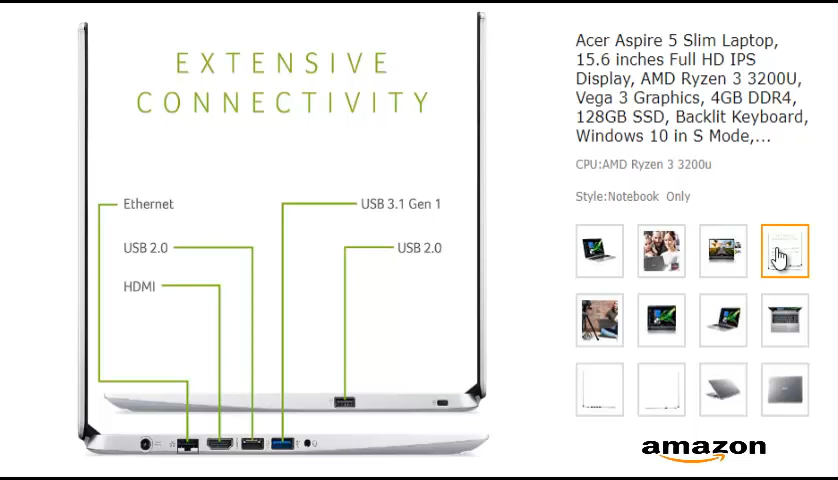 EXTENSIVE
CONNECTIVITY
Ethernet
USB 3.1 Gen 1
USB 2.0
USB 2.0
HDMI
Acer Aspire 5 Slim Laptop,
15.6 inches Full HD IPS
Display, AMD Ryzen 3 3200U,
Vega 3 Graphics, 4GB DDR4,
128GB SSD, Backlit Keyboard,
Windows 10 in S Mode,...
CPU:AMD Ryzen 3 3200u
Style:Notebook Only
amazon